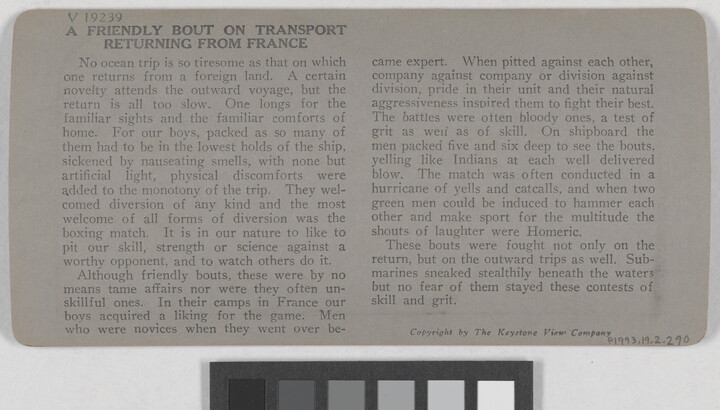 V 19239
A FRIENDLY BOUT ON TRANSPORT
RETURNING FROM FRANCE
No ocean trip is so tiresome as that on which
one returns from a foreign land. A certain
novelty attends the outward voyage, but the
return is all too slow. One longs for the
familiar sights and the familiar comforts of
home. For our boys, packed as so many of
them had to be in the lowest holds of the ship,
sickened by nauseating smells, with none but
artificial light, physical discomforts were
added to the monotony of the trip. They wel-
comed diversion of any kind and the most
welcome of all forms of diversion was the
boxing match. It is in our nature to like to
pit our skill, strength or science against a
worthy opponent, and to watch others do it.
Although friendly bouts, these were by no
means tame affairs nor were they often un-
skillful ones. In their camps in France our
boys acquired a liking for the game. Men
who were novices when they went over be-
came expert. When pitted against each other,
company against company or division against
division, pride in their unit and their natural
aggressiveness inspired them to fight their best.
The battles were often bloody ones, a test of
grit as well as of skill. On shipboard the
men packed five and six deep to see the bouts,
yelling like Indians at each well delivered
blow. The match was often conducted in a
hurricane of yells and catcalls, and when two
green men could be induced to hammer each
other and make sport for the multitude the
shouts of laughter were Homeric.
These bouts were fought not only on the
return, but on the outward trips as well. Sub-
marines sneaked stealthily beneath the waters
but no fear of them stayed these contests of
skill and grit.
Copyright by The Keystone View Company
P1993.19.2.290